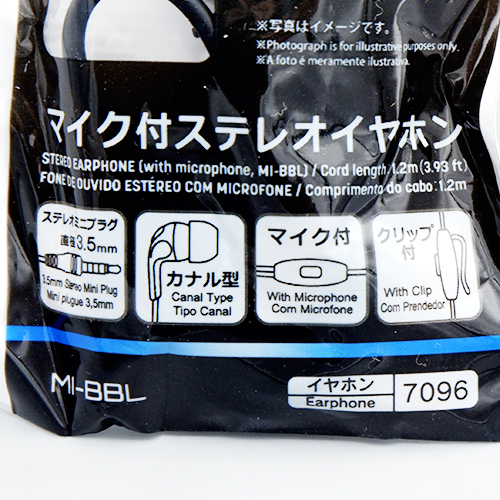 ※写真はイメージです。
※Photograph is for illustrative purposes only.
※A foto é meramente ilustrativa.
マイク付ステレオイヤホン
STEREO EARPHONE (with microphone, MI-BBL) / Cord length: 1.2m (3.93 ft)
FONE DE OUVIDO ESTÉREO COM MICROFONE / Comprimento do cabo: 1.2m
ステレオミニプラグ
直径3.5mm
3.5mm Stereo Mini Plug
Mini plugue 3,5mm
カナル型
Canal Type
Tipo Canal
マイク付
With Microphone
Com Microfone
クリップ
付
With Clip
Com Prendedor
MI-BBL
イヤホン
Earphone
7096